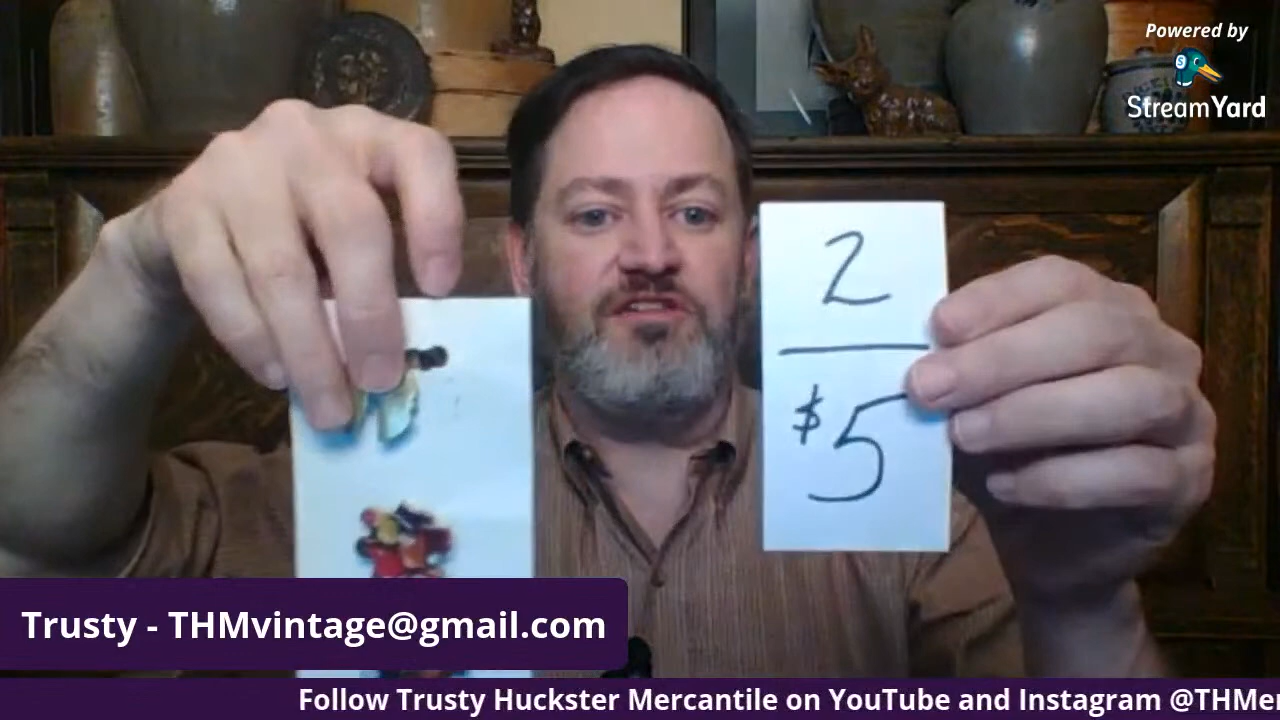 Powered by
StreamYard
2
$5
Trusty - THMvintage@gmail.com
Follow Trusty Huckster Mercantile on YouTube and Instagram @THMer